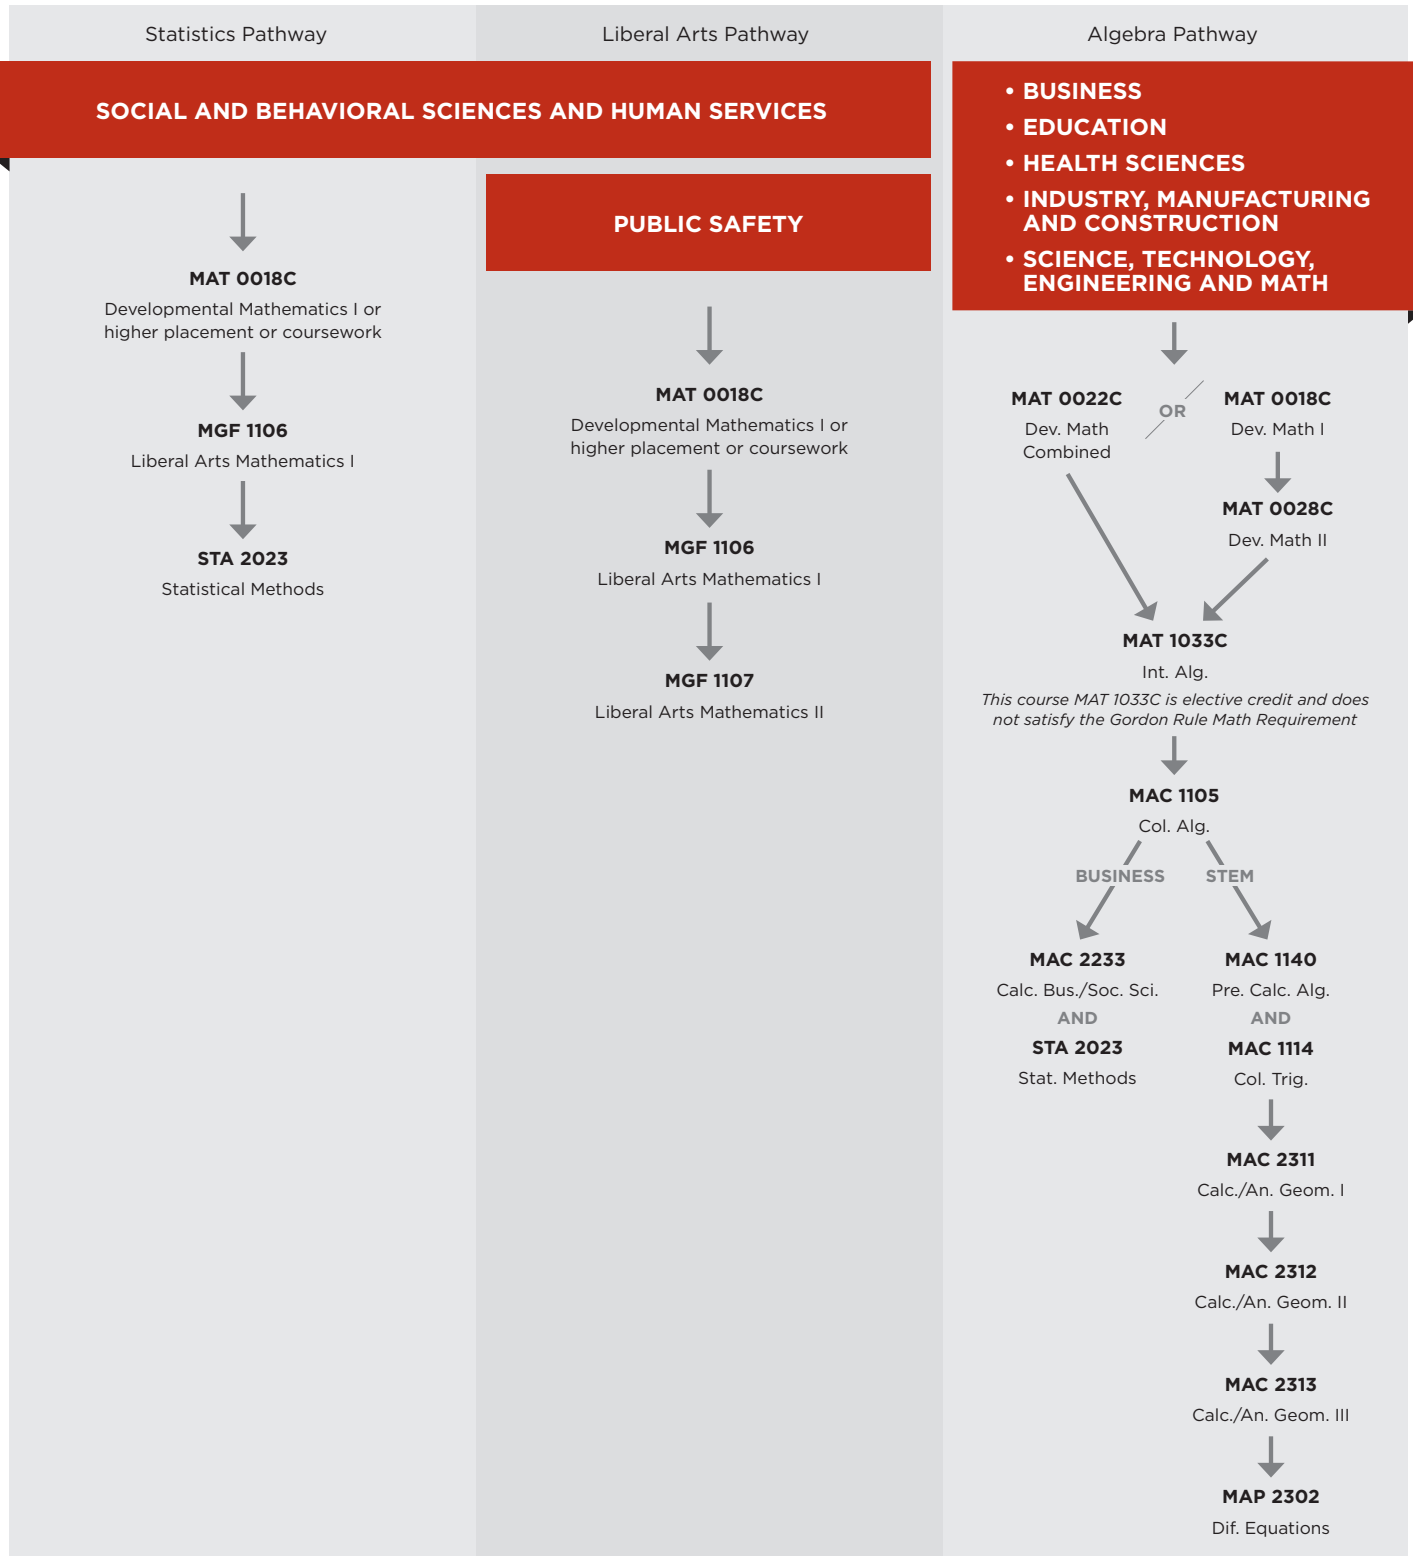 Statistics Pathway
Liberal Arts Pathway
Algebra Pathway
SOCIAL AND BEHAVIORAL SCIENCES AND HUMAN SERVICES
MAT 0018C
Developmental Mathematics I or
higher placement or coursework
MGF 1106
Liberal Arts Mathematics I
STA 2023
Statistical Methods
PUBLIC SAFETY
MAT 0018C
Developmental Mathematics I or
higher placement or coursework
MGF 1106
Liberal Arts Mathematics I
MGF 1107
Liberal Arts Mathematics II
• BUSINESS
• EDUCATION
• HEALTH SCIENCES
• INDUSTRY, MANUFACTURING
AND CONSTRUCTION
• SCIENCE, TECHNOLOGY,
ENGINEERING AND MATH
MAT 0022C
Dev. Math
Combined
OR
MAT 0018C
Dev. Math I
MAT 0028C
Dev. Math II
MAT 1033C
Int. Alg.
This course MAT 1033C is elective credit and does
not satisfy the Gordon Rule Math Requirement
MAC 1105
Col. Alg.
BUSINESS
MAC 2233
Calc. Bus./Soc. Sci.
AND
STA 2023
Stat. Methods
STEM
MAC 1140
Pre. Calc. Alg.
AND
MAC 1114
Col. Trig.
MAC 2311
Calc./An. Geom. I
MAC 2312
Calc./An. Geom. II
MAC 2313
Calc./An. Geom. III
MAP 2302
Dif. Equations